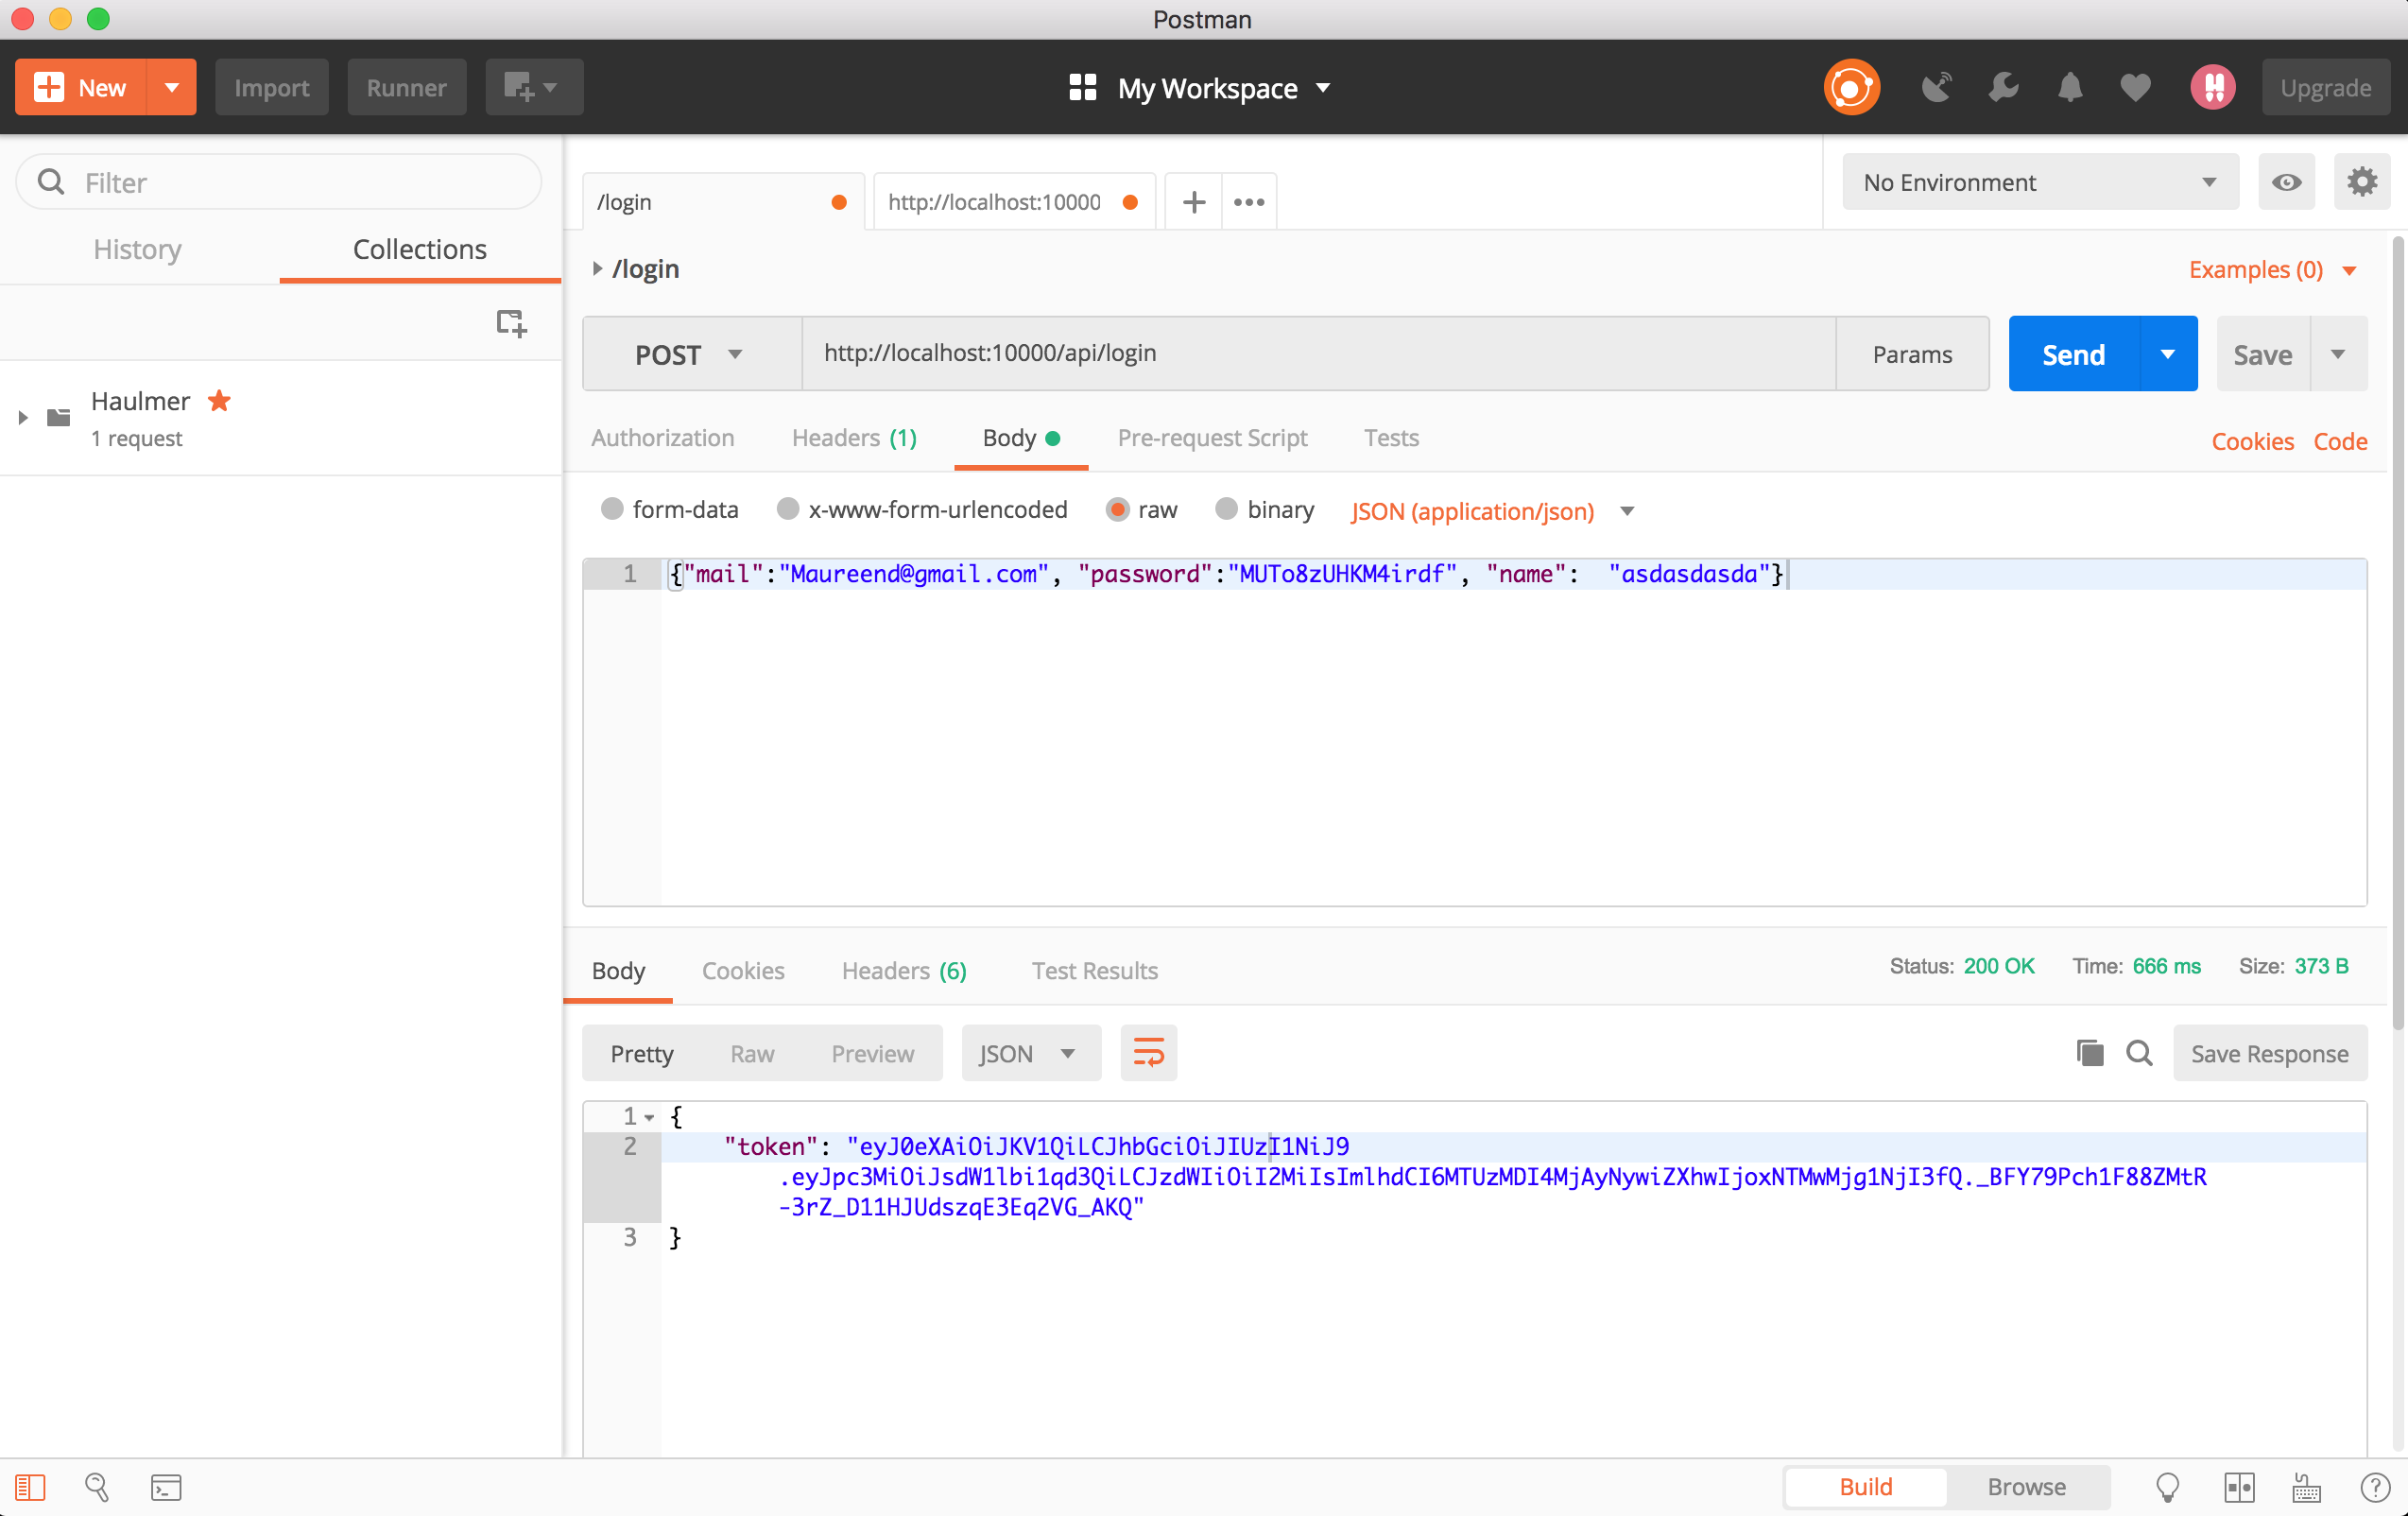 Postman
New
Import
Runner
My Workspace
Upgrade
Filter
History
Collections
Haulmer
1 request
/login
http://localhost:10000
No Environment
/login
Examples (0)
POST
http://localhost:10000/api/login
Params
Send
Save
Authorization
Headers (1)
Body
Pre-request Script
Tests
Cookies
Code
form-data
x-www-form-urlencoded
raw
binary
JSON (application/json)
1 {"mail":"Maureend@gmail.com", "password":"MUTo8zUHKM4irdf", "name":  "asdasdasda"}
Body
Cookies
Headers (6)
Test Results
Status: 200 OK
Time: 666 ms
Size: 373 B
Pretty
Raw
Preview
JSON
Save Response
1 {
2 "token": "eyJ0eXAiOiJKV1QiLCJhbGciOiJIUzI1NiJ9
.eyJpc3MiOiJsdW1lbi1qd3QiLCJzdWIiOiI2MiIsImlhdCI6MTUzMDI4MjAyNywiZXhwIjoxNTMwMjg1NjI3fQ._BFY79Pch1F88ZMtR
-3rZ_D11HJUdszqE3Eq2VG_AKQ"
3 }
Build
Browse